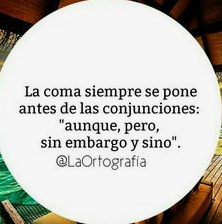 La coma siempre se pone
antes de las conjunciones:
"aunque, pero,
sin embargo y sino".
@LaOrtografía